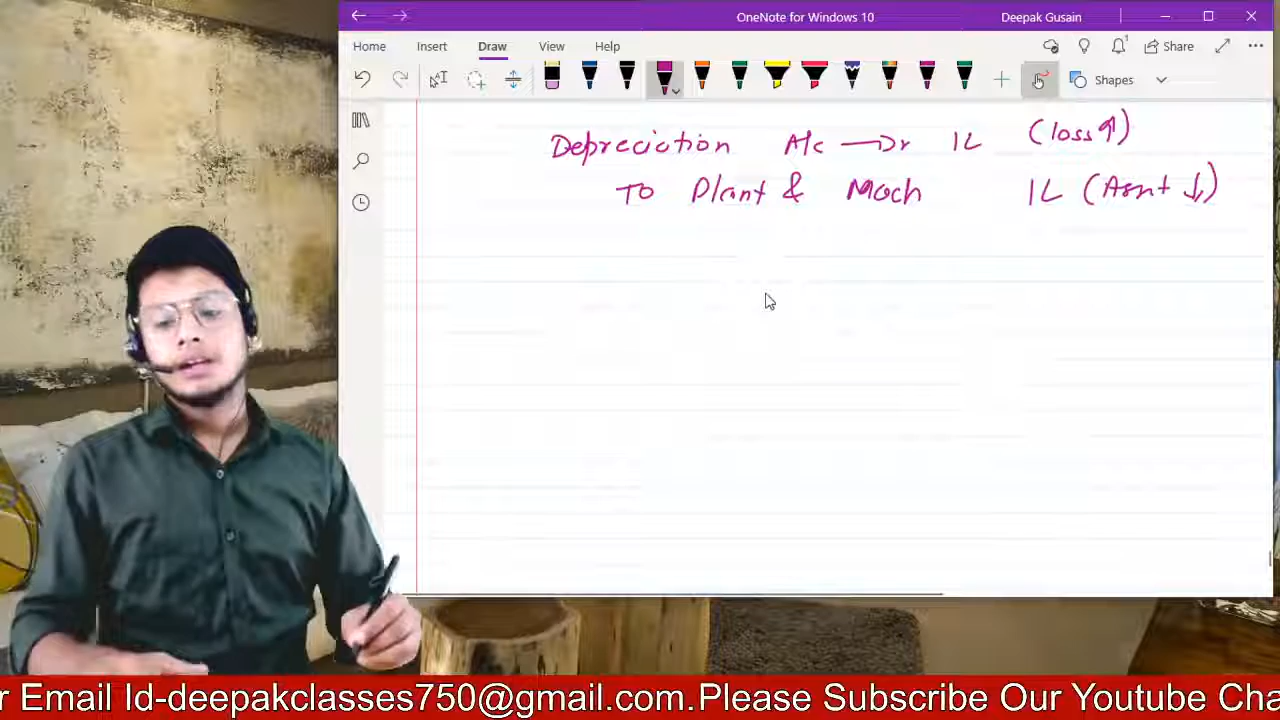 OneNote for Windows 10
Deepak Gusain
Home Insert Draw View Help
1
Share
Shapes
Depreciation A/c → Dr 1L (loss ↑)
To Plant & Mach 1L (Asset ↓)
r Email Id-deepakclasses750@gmail.com.Please Subscribe Our Youtube Cha